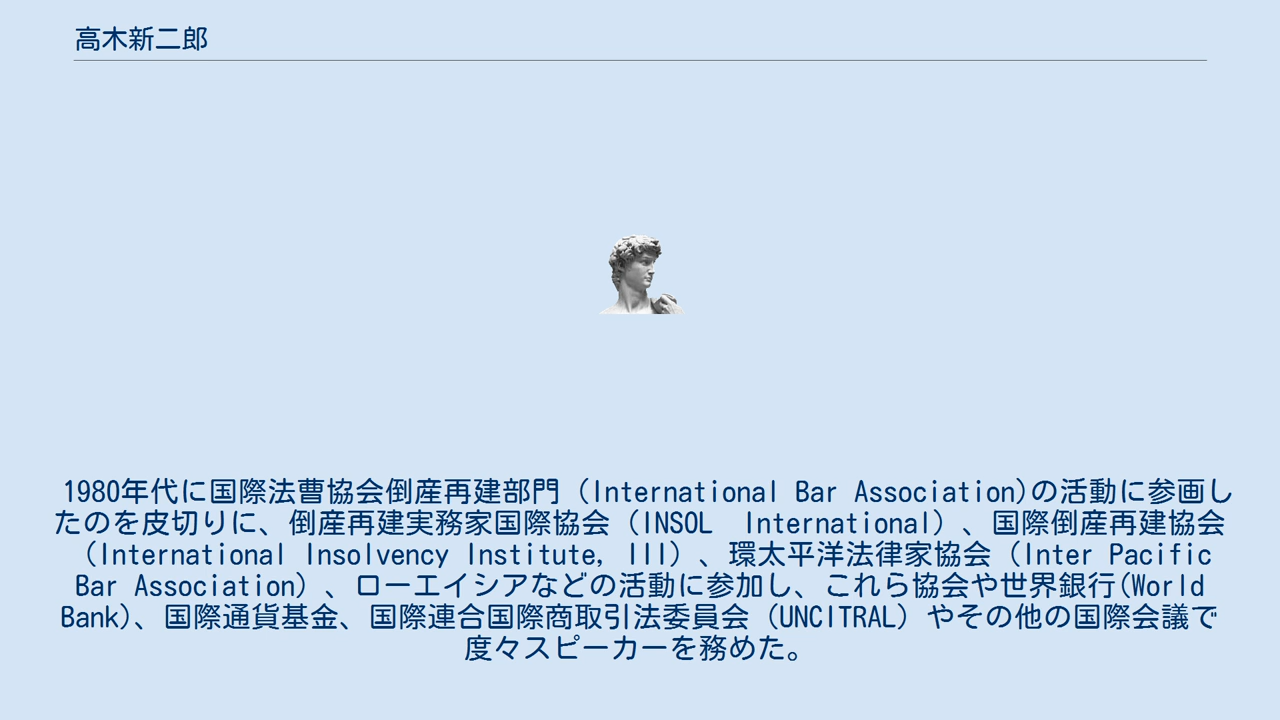 高木新二郎
1980年代に国際法曹協会倒産再建部門（International Bar Association)の活動に参画し
たのを皮切りに、倒産再建実務家国際協会（INSOL　International）、国際倒産再建協会
（International Insolvency Institute, III）、環太平洋法律家協会（Inter Pacific
Bar Association）、ローエイシアなどの活動に参加し、これら協会や世界銀行(World
Bank)、国際通貨基金、国際連合国際商取引法委員会（UNCITRAL）やその他の国際会議で
度々スピーカーを務めた。